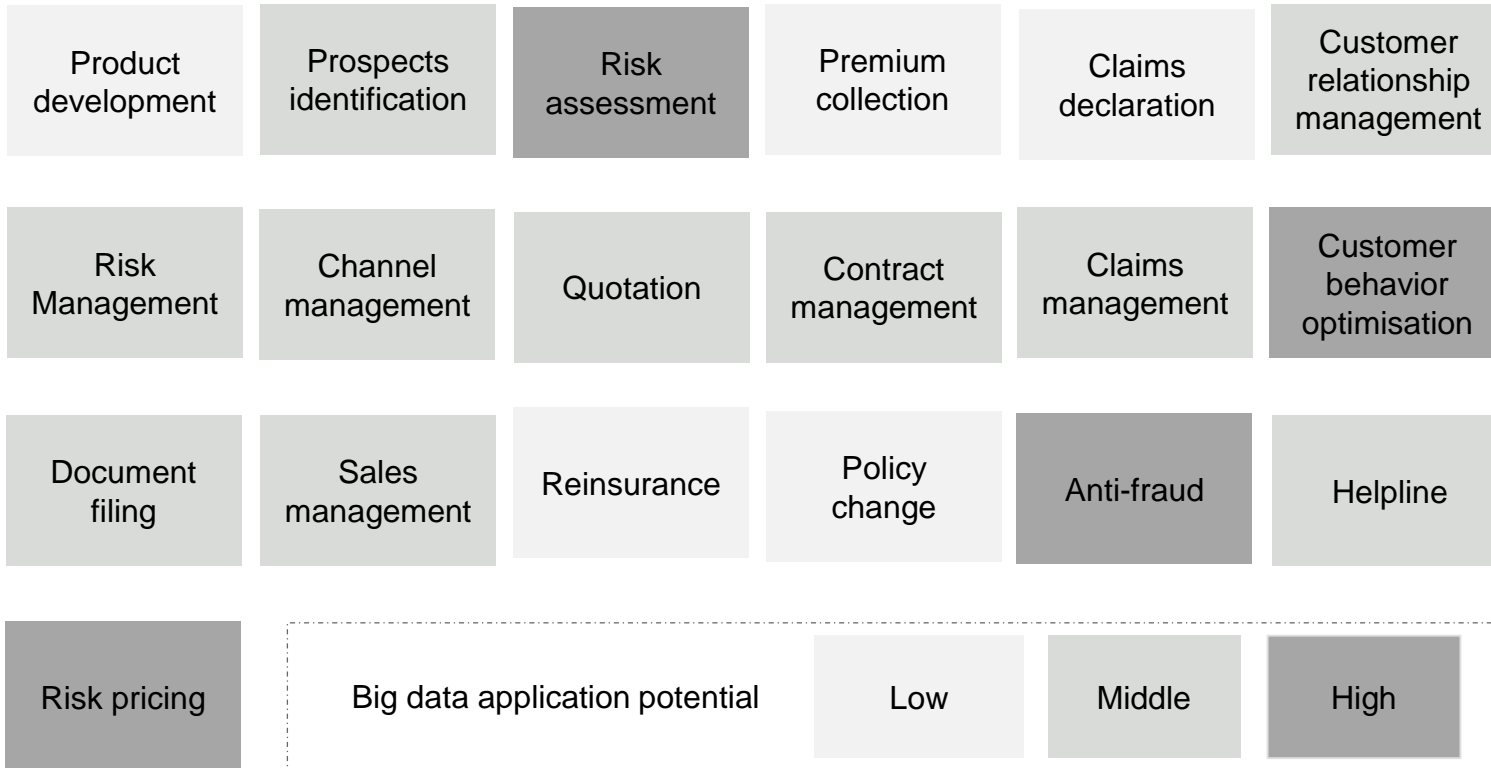 Product
development
Prospects
identification
Risk
assessment
Premium
collection
Claims
declaration
Customer
relationship
management
Risk
Management
Channel
management
Quotation
Contract
management
Claims
management
Customer
behavior
optimisation
Document
filing
Sales
management
Reinsurance
Policy
change
Anti-fraud
Helpline
Risk pricing
Big data application potential
Low
Middle
High